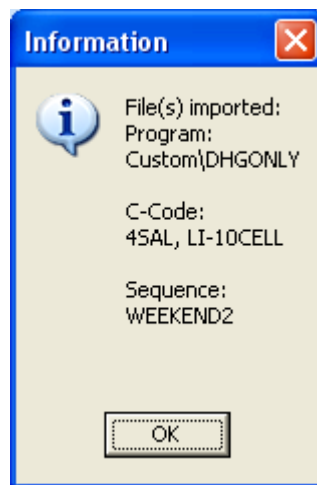 Information
File(s) imported:
Program:
Custom\DHGONLY
C-Code:
4SAL, LI-10CELL
Sequence:
WEEKEND2
OK